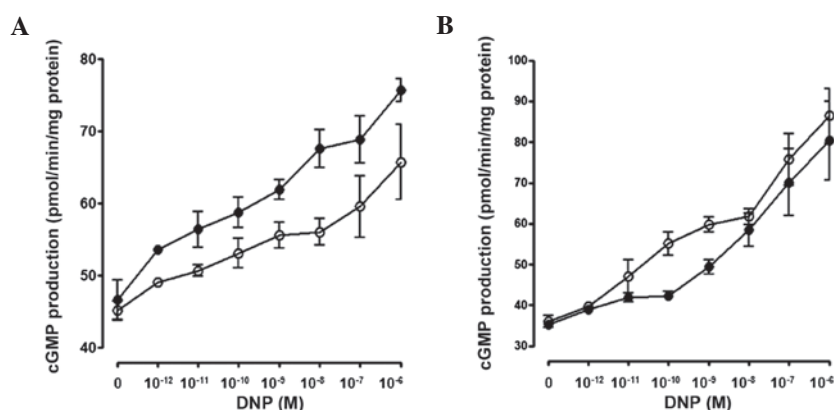 A
cGMP production (pmol/min/mg protein)
80
70
60
50
40
0 10⁻¹² 10⁻¹¹ 10⁻¹⁰ 10⁻⁹ 10⁻⁸ 10⁻⁷ 10⁻⁶
DNP (M)
B
cGMP production (pmol/min/mg protein)
100
90
80
70
60
50
40
30
0 10⁻¹² 10⁻¹¹ 10⁻¹⁰ 10⁻⁹ 10⁻⁸ 10⁻⁷ 10⁻⁶
DNP (M)